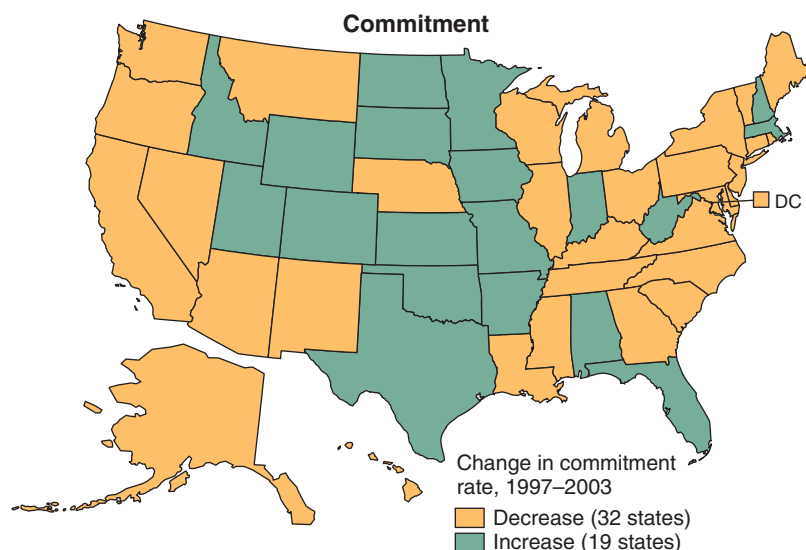 Commitment
DC
Change in commitment
rate, 1997–2003
Decrease (32 states)
Increase (19 states)